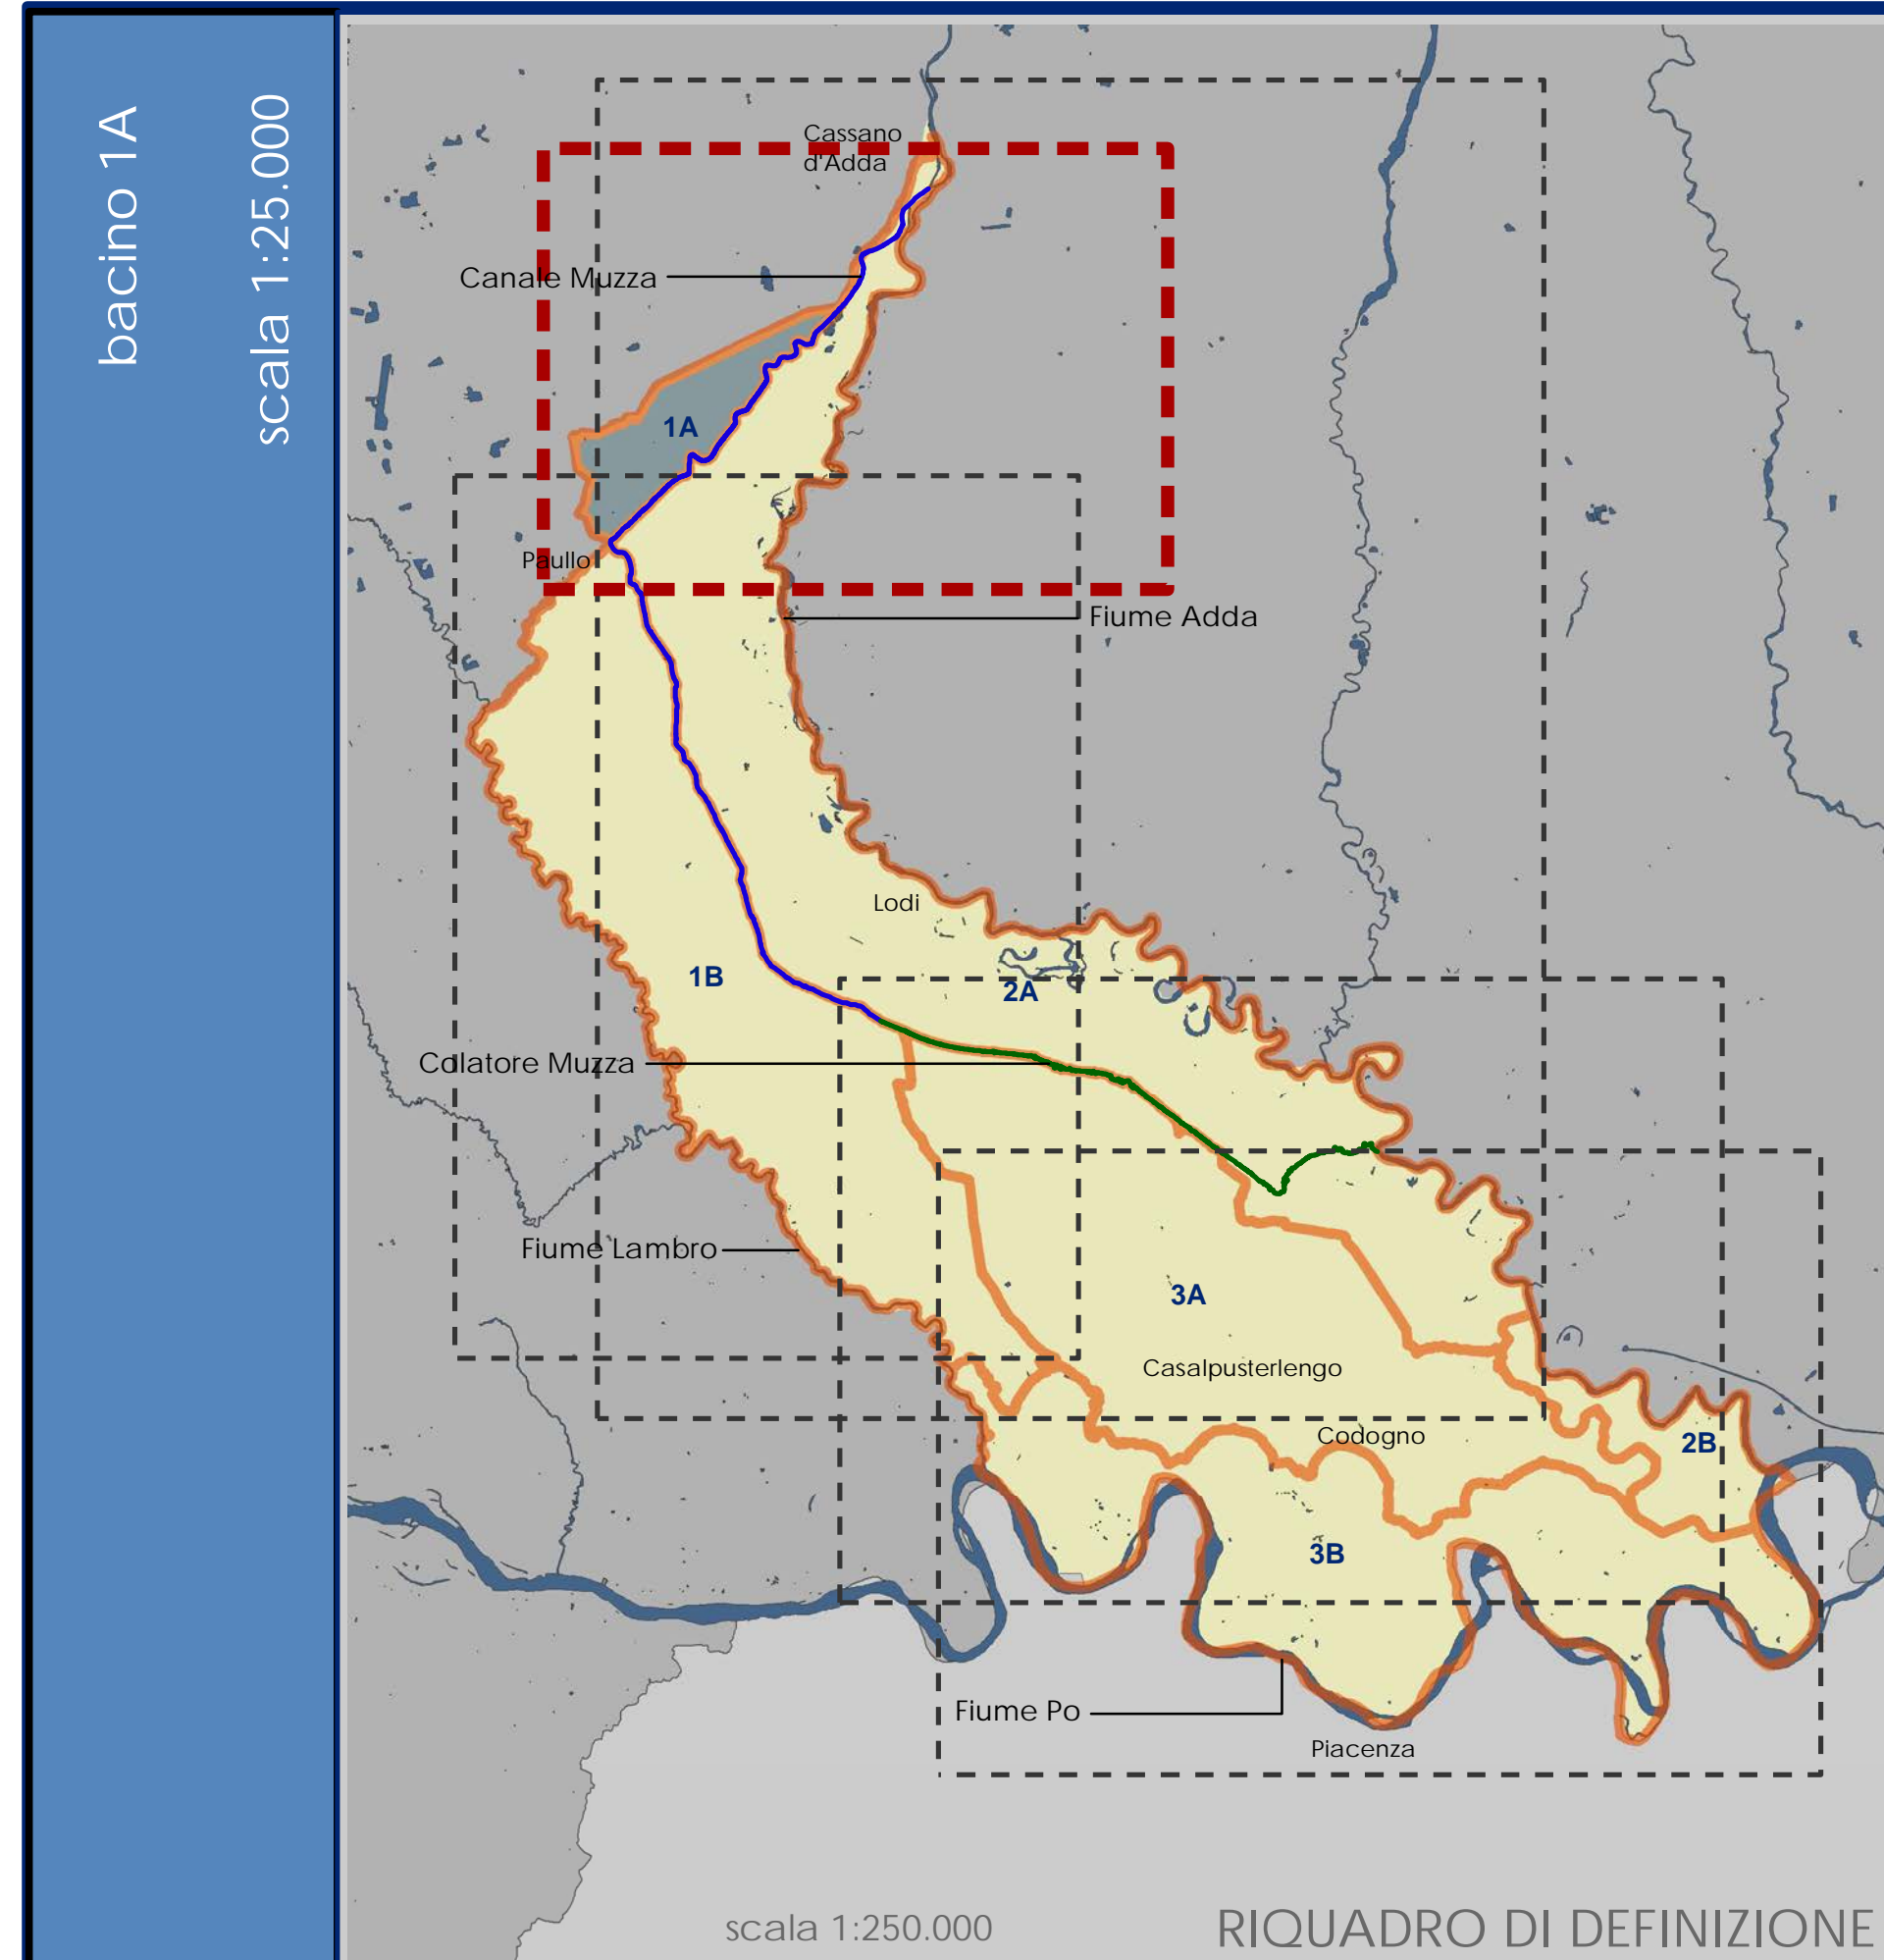 bacino 1A
scala 1:25.000
Cassano
d'Adda
Canale Muzza
1A
Paullo
Fiume Adda
Lodi
1B
2A
Colatore Muzza
Fiume Lambro
3A
Casalpusterlengo
Codogno
2B
3B
Fiume Po
Piacenza
scala 1:250.000
RIQUADRO DI DEFINIZIONE